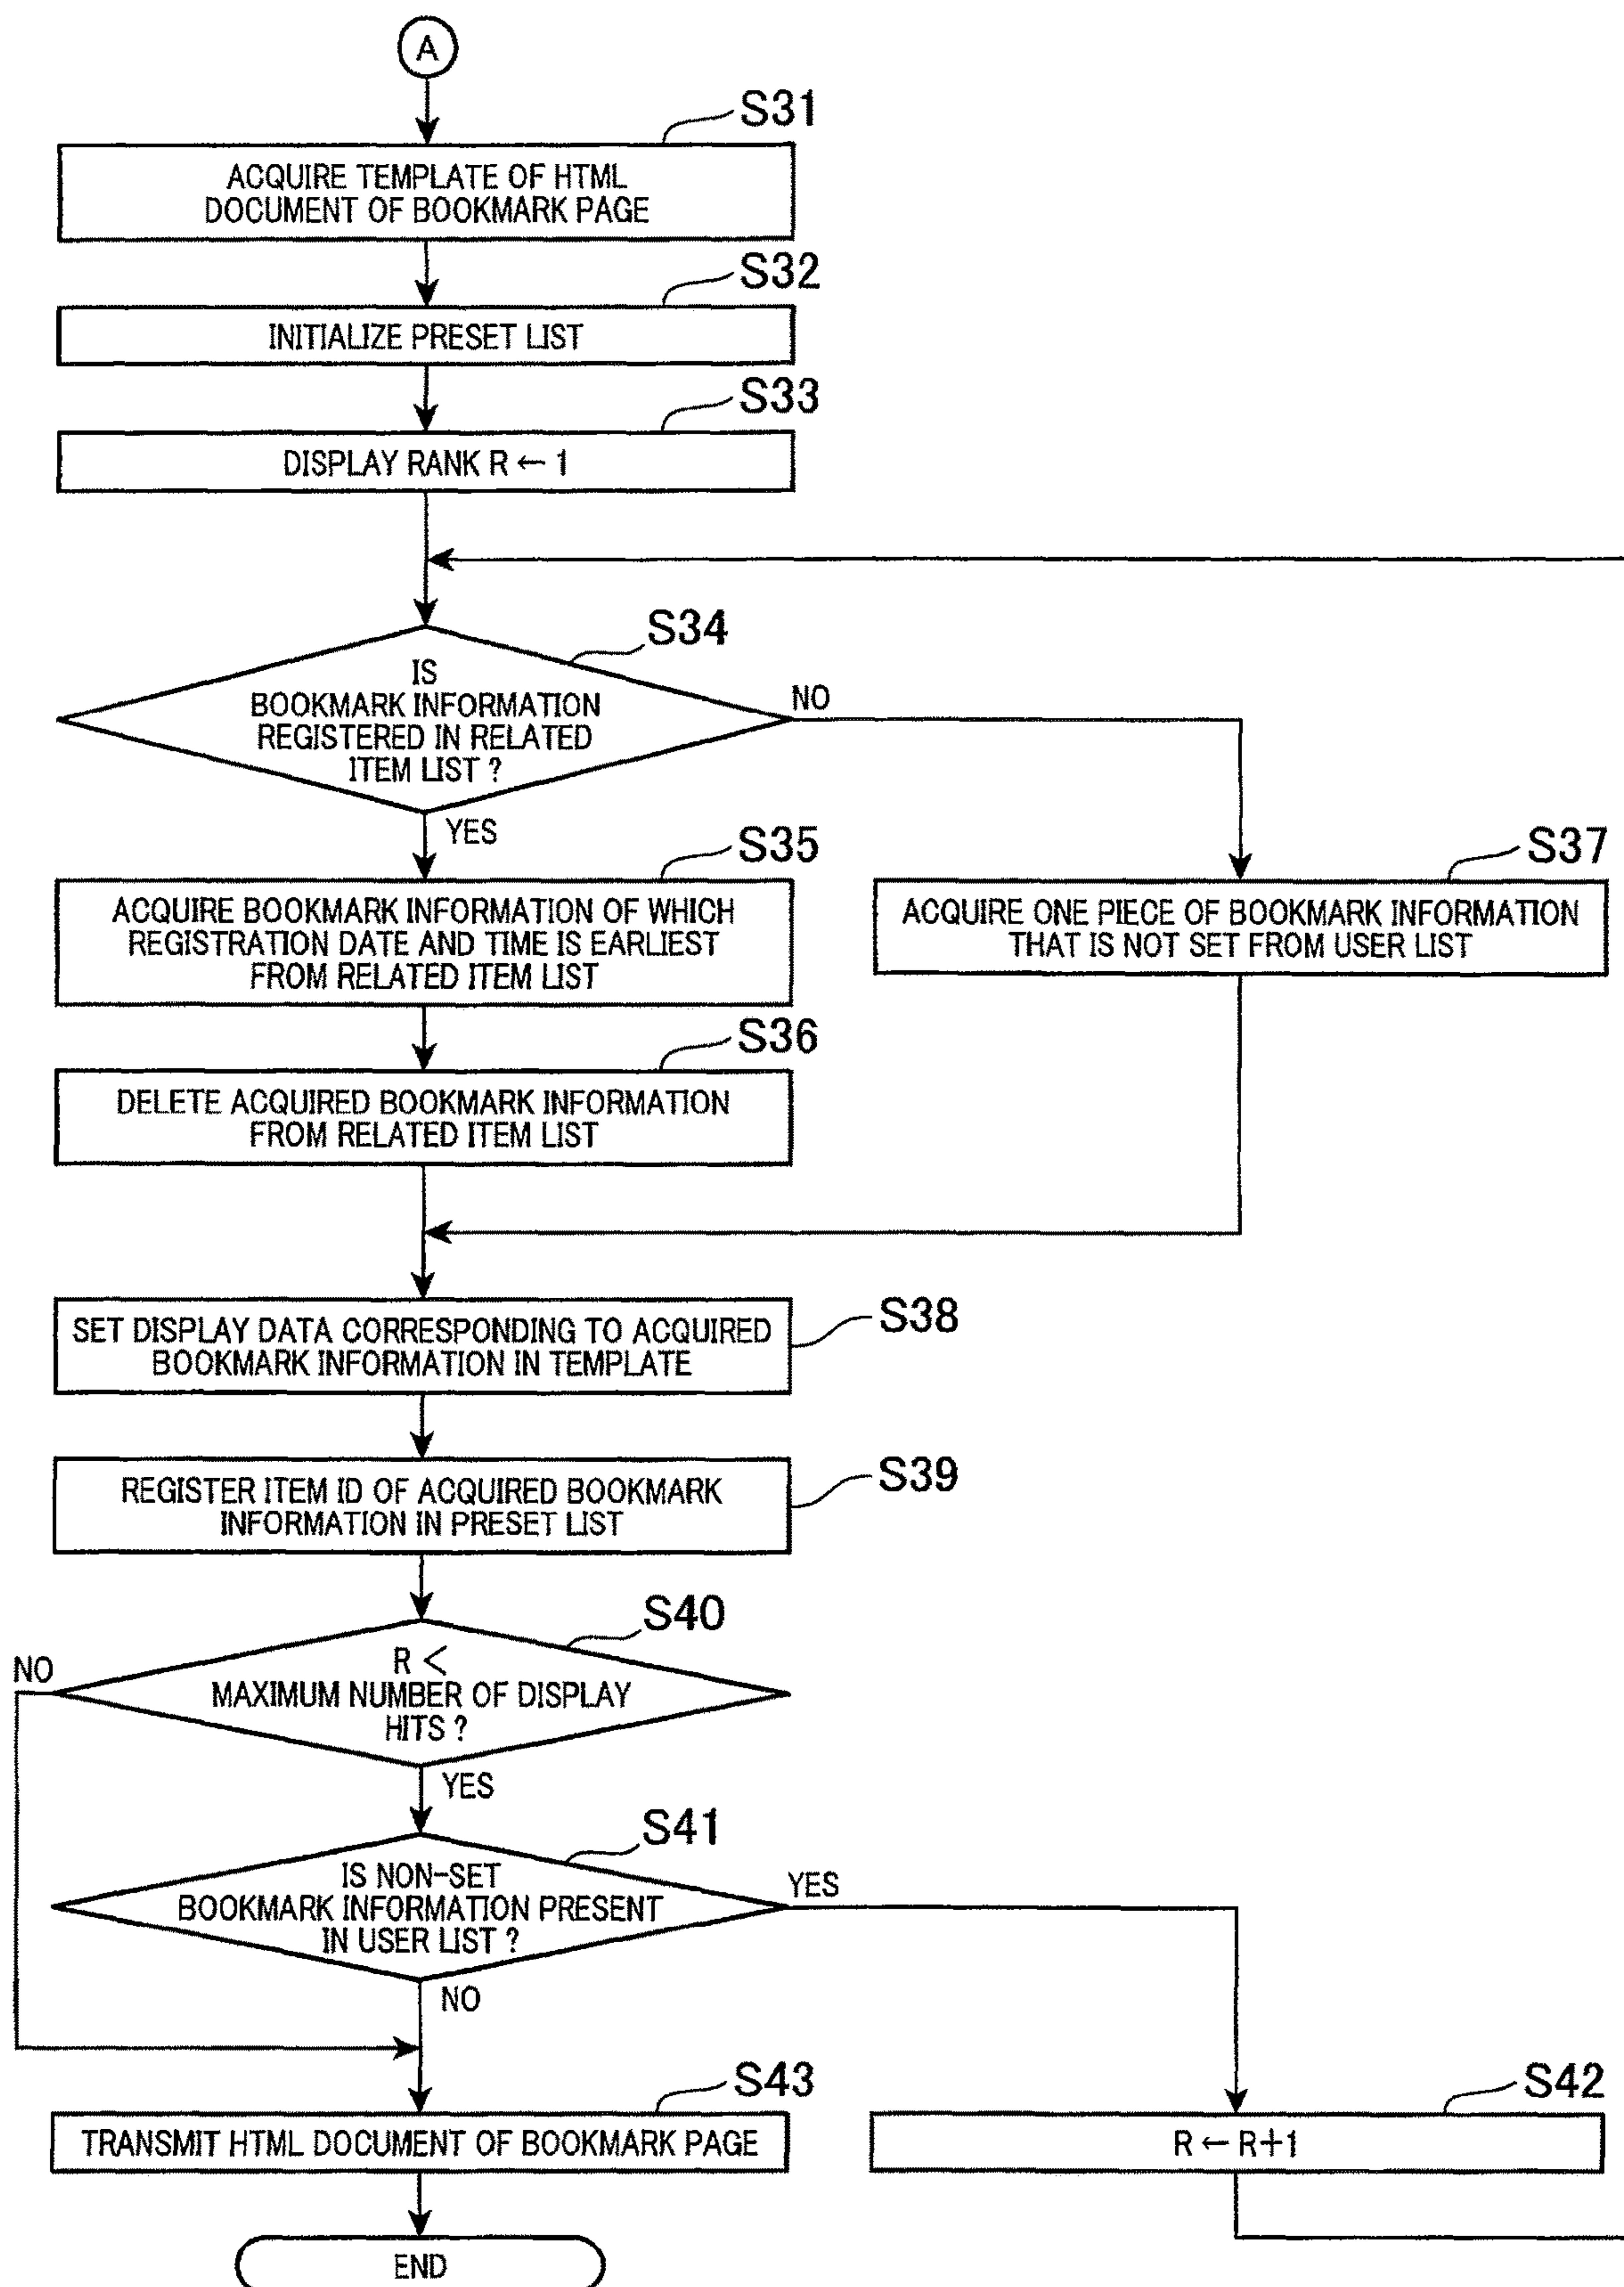 A
S31
ACQUIRE TEMPLATE OF HTML
DOCUMENT OF BOOKMARK PAGE
S32
INITIALIZE PRESET LIST
S33
DISPLAY RANK R ← 1
S34
IS
BOOKMARK INFORMATION
REGISTERED IN RELATED
ITEM LIST ?
NO
YES
S35
ACQUIRE BOOKMARK INFORMATION OF WHICH
REGISTRATION DATE AND TIME IS EARLIEST
FROM RELATED ITEM LIST
S37
ACQUIRE ONE PIECE OF BOOKMARK INFORMATION
THAT IS NOT SET FROM USER LIST
S36
DELETE ACQUIRED BOOKMARK INFORMATION
FROM RELATED ITEM LIST
S38
SET DISPLAY DATA CORRESPONDING TO ACQUIRED
BOOKMARK INFORMATION IN TEMPLATE
S39
REGISTER ITEM ID OF ACQUIRED BOOKMARK
INFORMATION IN PRESET LIST
S40
R <
MAXIMUM NUMBER OF DISPLAY
HITS ?
NO
YES
S41
IS NON-SET
BOOKMARK INFORMATION PRESENT
IN USER LIST ?
YES
NO
S43
TRANSMIT HTML DOCUMENT OF BOOKMARK PAGE
S42
R ← R+1
END